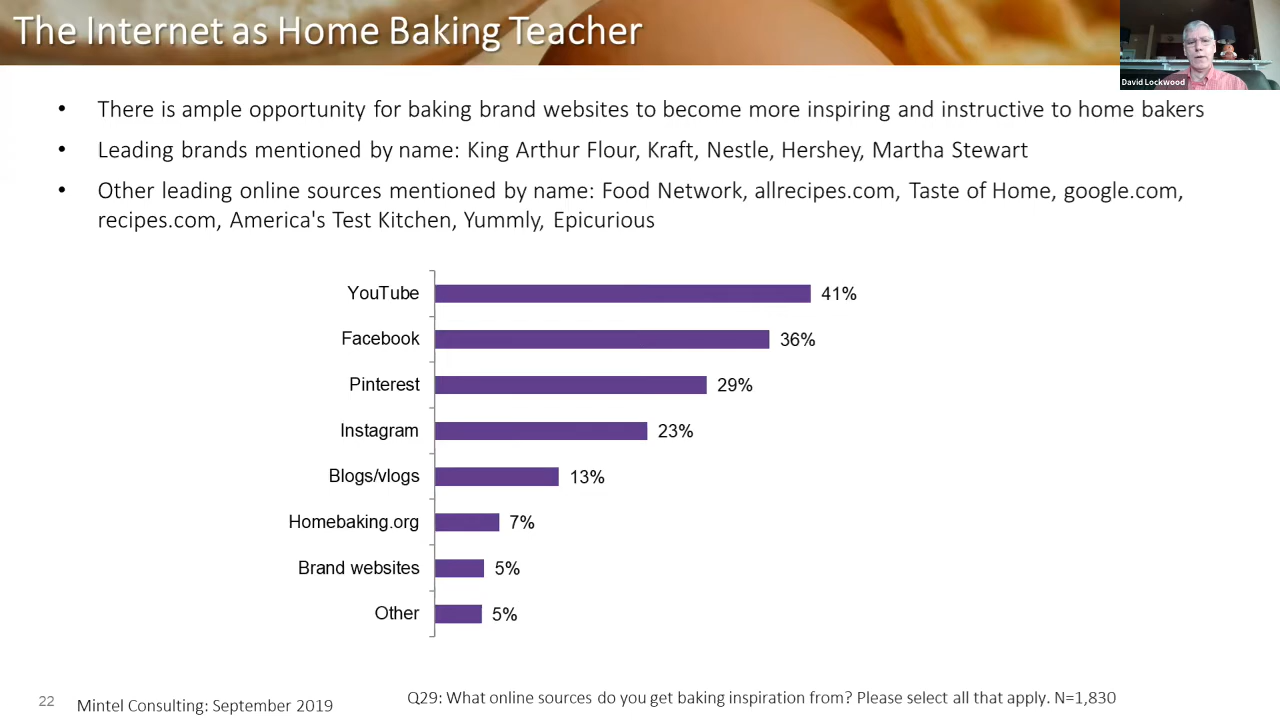 The Internet as Home Baking Teacher
David Lockwood
• There is ample opportunity for baking brand websites to become more inspiring and instructive to home bakers
• Leading brands mentioned by name: King Arthur Flour, Kraft, Nestle, Hershey, Martha Stewart
• Other leading online sources mentioned by name: Food Network, allrecipes.com, Taste of Home, google.com,
recipes.com, America's Test Kitchen, Yummly, Epicurious
YouTube 41%
Facebook 36%
Pinterest 29%
Instagram 23%
Blogs/vlogs 13%
Homebaking.org 7%
Brand websites 5%
Other 5%
22 Mintel Consulting: September 2019
Q29: What online sources do you get baking inspiration from? Please select all that apply. N=1,830